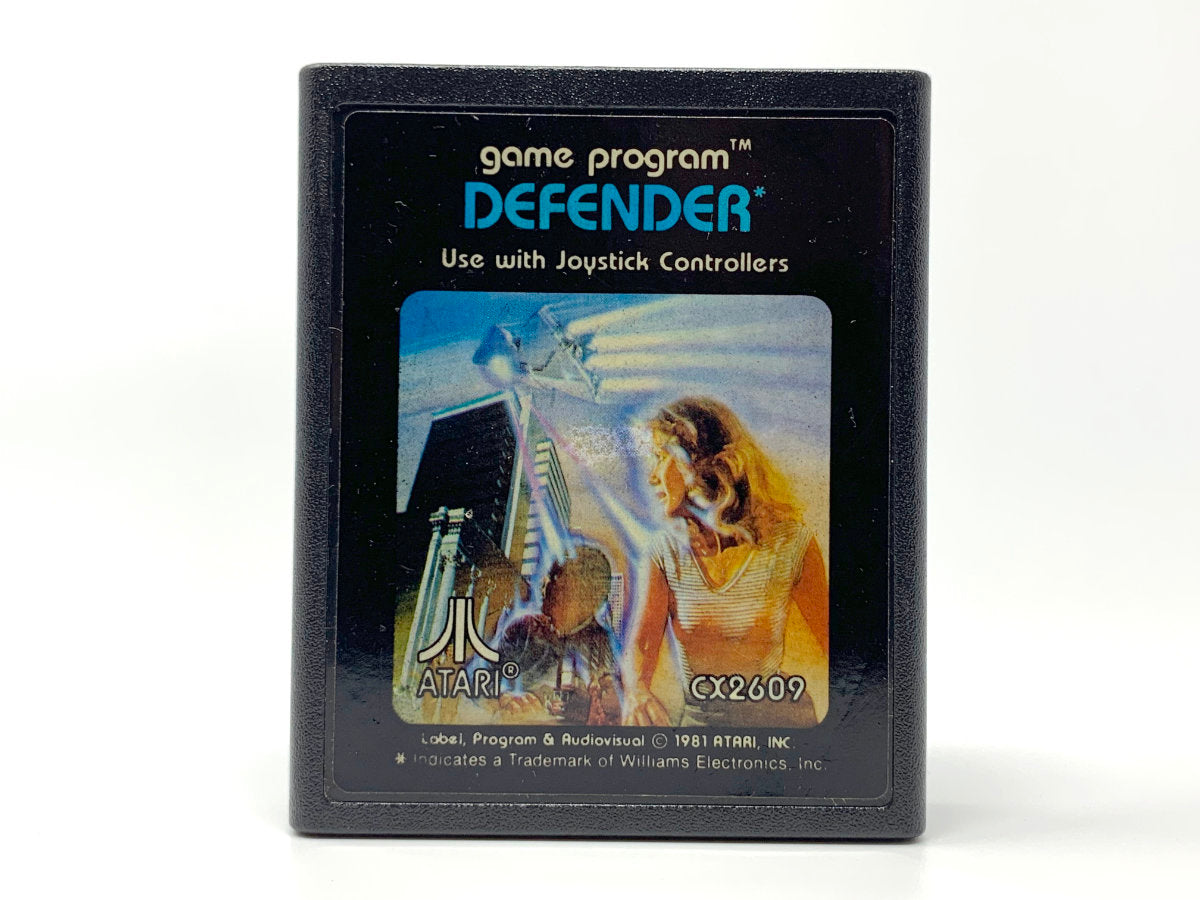 game program™
DEFENDER*
Use with Joystick Controllers
ATARI®
CX2609
Label, Program & Audiovisual © 1981 ATARI, INC.
* Indicates a Trademark of Williams Electronics, Inc.